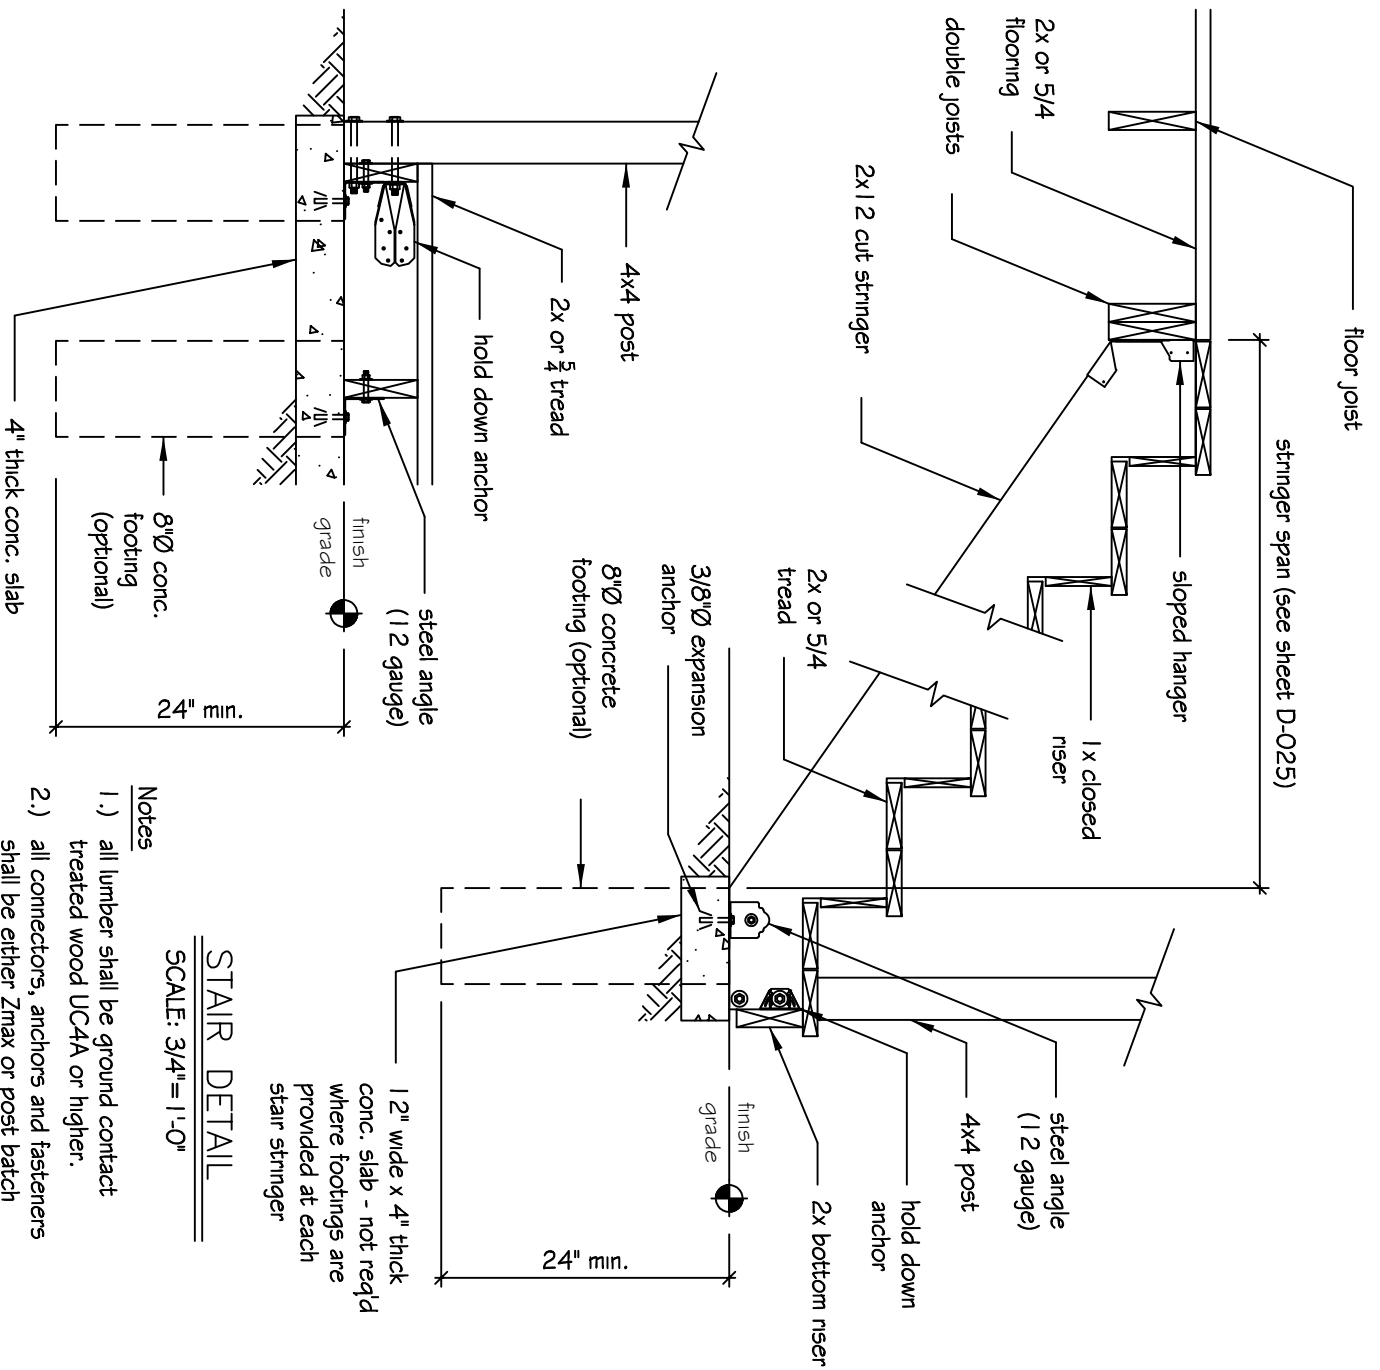 floor joist
2x or 5/4
flooring
double joists
2x12 cut stringer
stringer span (see sheet D-025)
sloped hanger
1x closed
riser
2x or 5/4
tread
3/8"Ø expansion
anchor
8"Ø concrete
footing (optional)
steel angle
(12 gauge)
4x4 post
hold down
anchor
2x bottom riser
finish
grade
24" min.
12" wide x 4" thick
conc. slab - not req'd
where footings are
provided at each
stair stringer
4x4 post
2x or 5/4 tread
hold down anchor
steel angle
(12 gauge)
finish
grade
8"Ø conc.
footing
(optional)
4" thick conc. slab
24" min.
STAIR DETAIL
SCALE: 3/4"= 1'-0"
Notes
1.) all lumber shall be ground contact
treated wood UC4A or higher.
2.) all connectors, anchors and fasteners
shall be either Zmax or post batch